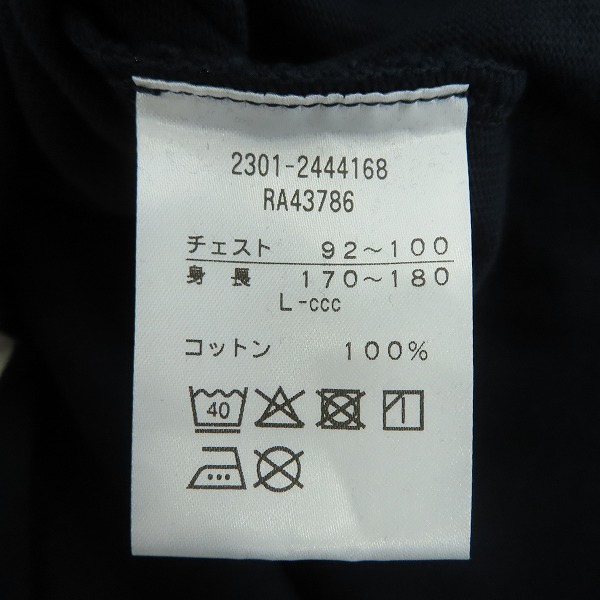 2301-2444168
RA43786
チェスト 92～100
身長 170～180
L-ccc
コットン 100%
40